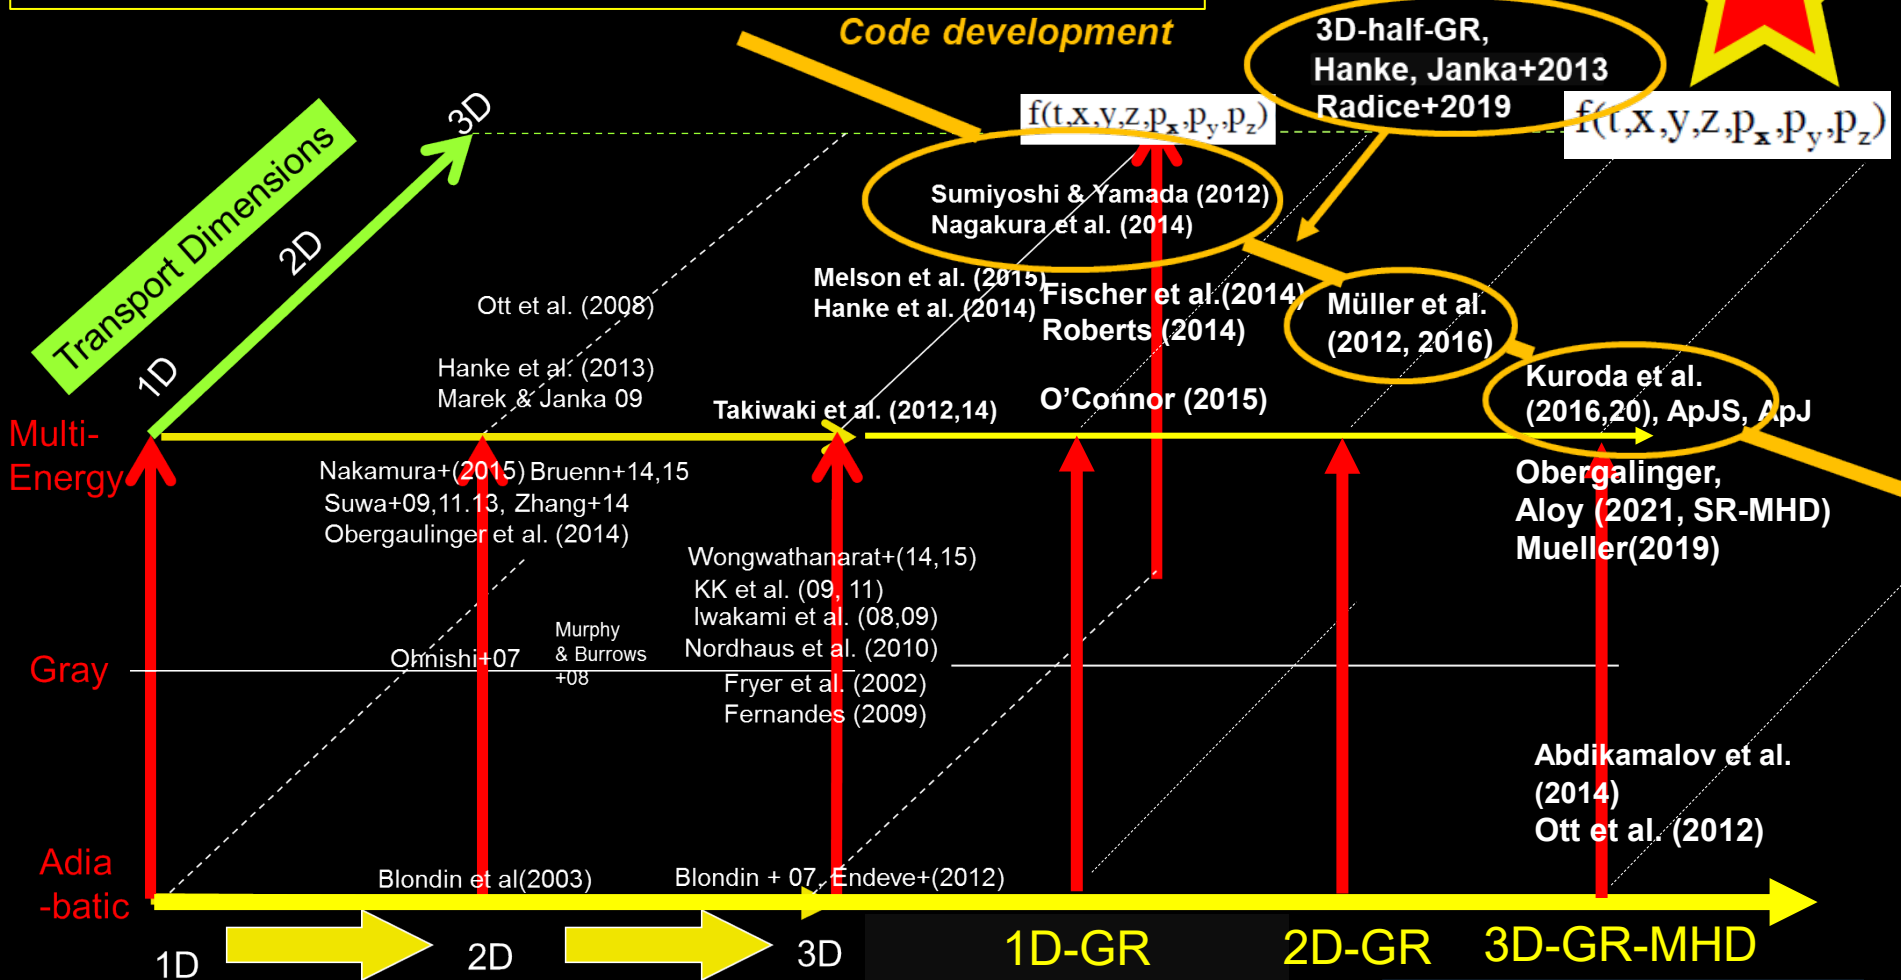 Code development
3D-half-GR,
Hanke, Janka+2013
Radice+2019
f(t,x,y,z,px,py,pz)
f(t,x,y,z,px,py,pz)
Transport Dimensions
3D
2D
1D
Sumiyoshi & Yamada (2012)
Nagakura et al. (2014)
Melson et al. (2015)
Hanke et al. (2014)
Fischer et al.(2014)
Roberts (2014)
Müller et al.
(2012, 2016)
Ott et al. (2008)
Hanke et al. (2013)
Marek & Janka 09
Takiwaki et al. (2012,14)
O'Connor (2015)
Kuroda et al.
(2016,20), ApJS, ApJ
Multi-
Energy
Nakamura+(2015) Bruenn+14,15
Suwa+09,11.13, Zhang+14
Obergaulinger et al. (2014)
Obergalinger,
Aloy (2021, SR-MHD)
Mueller(2019)
Wongwathanarat+(14,15)
KK et al. (09, 11)
Iwakami et al. (08,09)
Nordhaus et al. (2010)
Fryer et al. (2002)
Fernandes (2009)
Gray
Ohnishi+07
Murphy
& Burrows
+08
Abdikamalov et al.
(2014)
Ott et al. (2012)
Adia
-batic
Blondin et al(2003)
Blondin + 07, Endeve+(2012)
1D
2D
3D
1D-GR
2D-GR
3D-GR-MHD